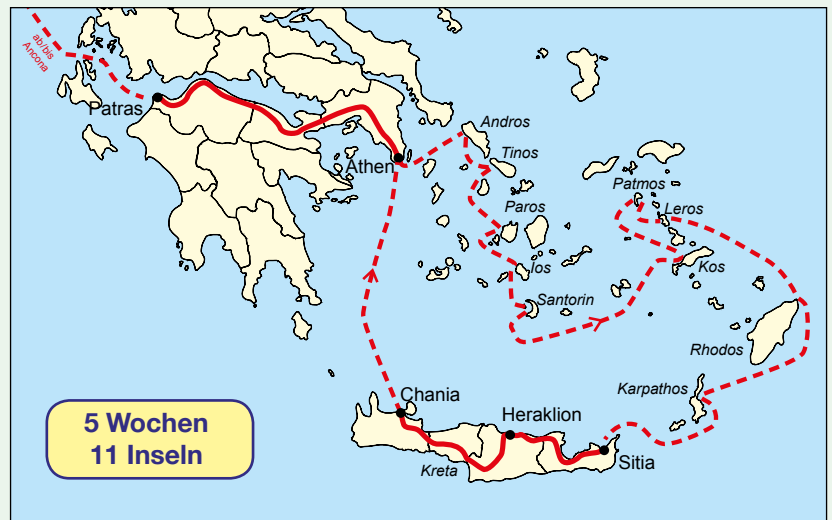 ab/bis
Ancona
Patras
Athen
Andros
Tinos
Paros
Patmos
Leros
Ios
Kos
Santorin
Rhodos
Karpathos
Chania
Heraklion
Kreta
Sitia
5 Wochen
11 Inseln